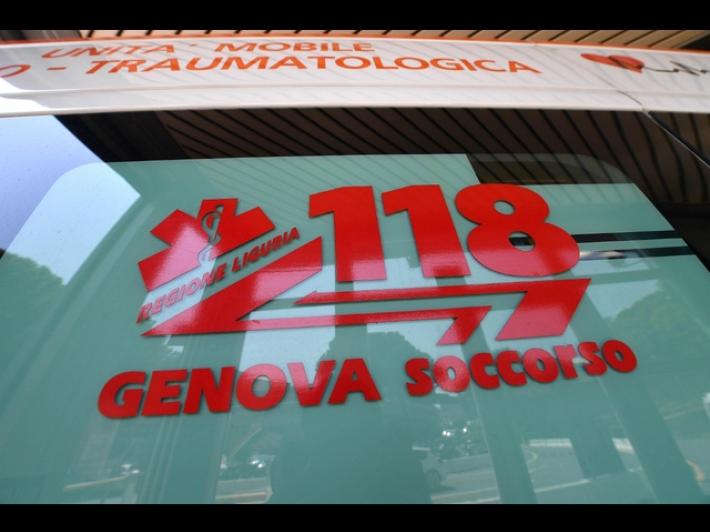 UNITA' MOBILE
O - TRAUMATOLOGICA
118
REGIONE LIGURIA
GENOVA SOCCORSO